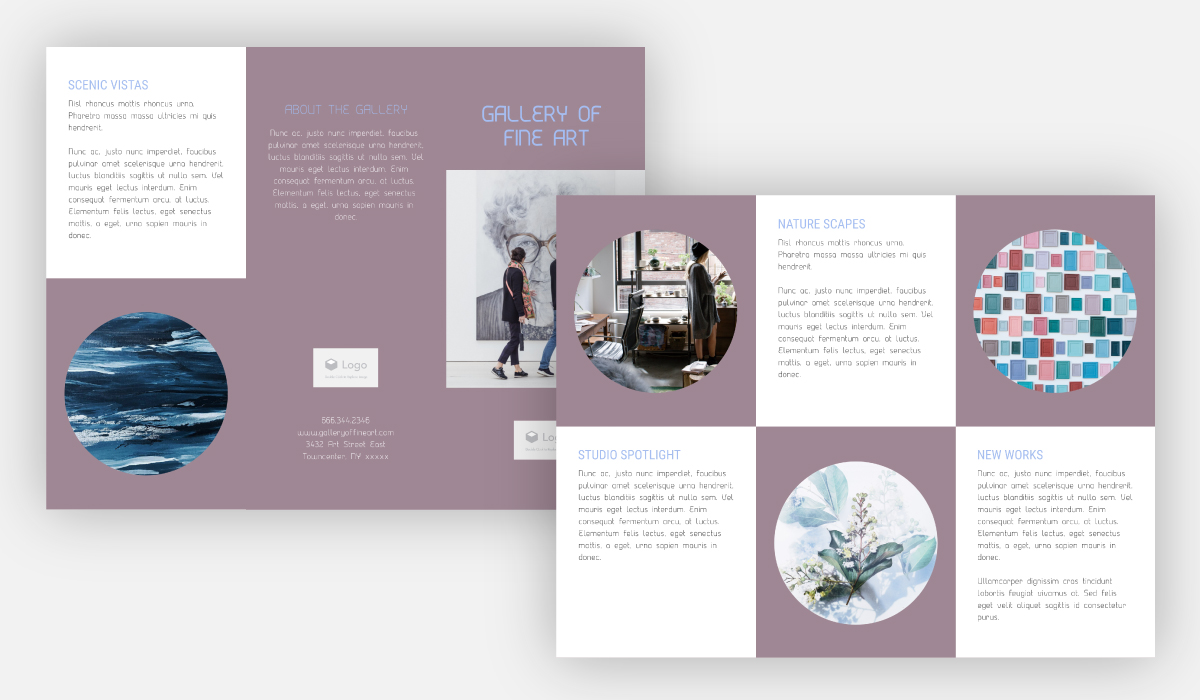 SCENIC VISTAS
Nisl rhoncus mattis rhoncus urna.
Pharetra massa massa ultricies mi quis
hendrerit.
Nunc ac, justo nunc imperdiet, faucibus
pulvinar amet scelerisque urna hendrerit,
luctus blanditiis sagittis ut nulla sem. Vel
mauris eget lectus interdum. Enim
consequat fermentum arcu, at luctus.
Elementum felis lectus, eget senectus
mattis, a eget, urna sapien mauris in
donec.
ABOUT THE GALLERY
Nunc ac, justo nunc imperdiet, faucibus
pulvinar amet scelerisque urna hendrerit,
luctus blanditiis sagittis ut nulla sem. Vel
mauris eget lectus interdum. Enim
consequat fermentum arcu, at luctus.
Elementum felis lectus, eget senectus
mattis, a eget, urna sapien mauris in
donec.
Logo
666.344.2346
www.galleryoffineart.com
3432 Art Street East
Towncenter, NY xxxxx
GALLERY OF
FINE ART
Lo
NATURE SCAPES
Nisl rhoncus mattis rhoncus urna.
Pharetra massa massa ultricies mi quis
hendrerit.
Nunc ac, justo nunc imperdiet, faucibus
pulvinar amet scelerisque urna hendrerit,
luctus blanditiis sagittis ut nulla sem. Vel
mauris eget lectus interdum. Enim
consequat fermentum arcu, at luctus.
Elementum felis lectus, eget senectus
mattis, a eget, urna sapien mauris in
donec.
STUDIO SPOTLIGHT
Nunc ac, justo nunc imperdiet, faucibus
pulvinar amet scelerisque urna hendrerit,
luctus blanditiis sagittis ut nulla sem. Vel
mauris eget lectus interdum. Enim
consequat fermentum arcu, at luctus.
Elementum felis lectus, eget senectus
mattis, a eget, urna sapien mauris in
donec.
NEW WORKS
Nunc ac, justo nunc imperdiet, faucibus
pulvinar amet scelerisque urna hendrerit,
luctus blanditiis sagittis ut nulla sem. Vel
mauris eget lectus interdum. Enim
consequat fermentum arcu, at luctus.
Elementum felis lectus, eget senectus
mattis, a eget, urna sapien mauris in
donec.
Ullamcorper dignissim cras tincidunt
lobortis feugiat vivamus at. Sed felis
eget velit aliquet sagittis id consectetur
purus.